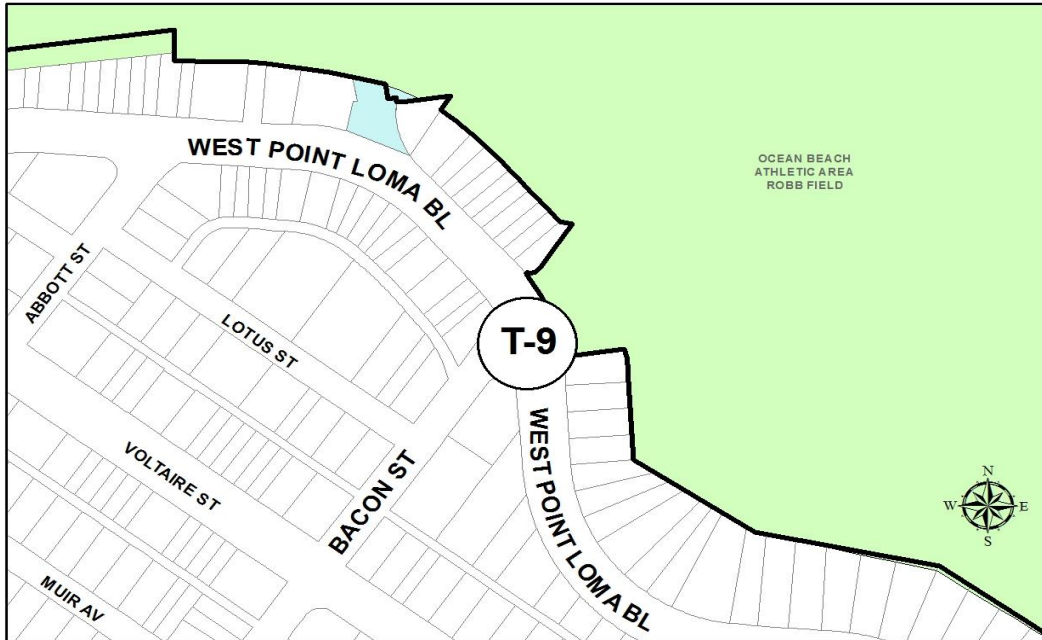 WEST POINT LOMA BL
OCEAN BEACH
ATHLETIC AREA
ROBB FIELD
ABBOTT ST
LOTUS ST
T-9
VOLTAIRE ST
BACON ST
WEST POINT LOMA BL
MUIR AV
N
W
E
S